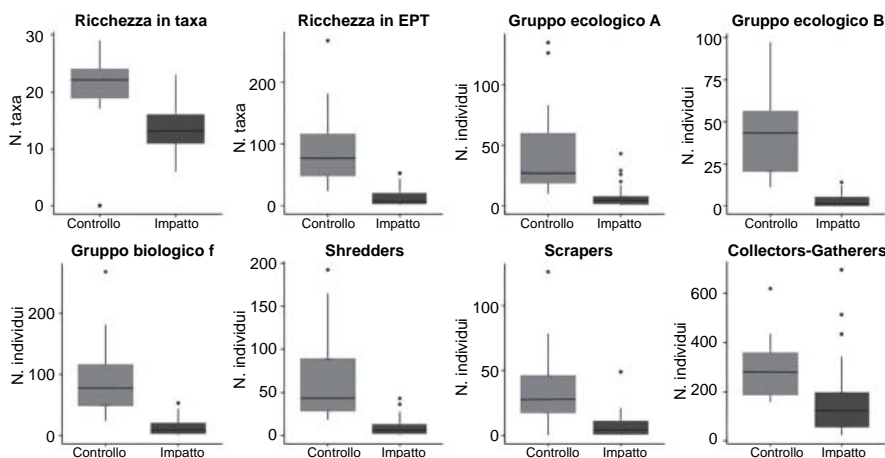 Ricchezza in taxa
N. taxa
30
20
10
0
Controllo
Impatto
Ricchezza in EPT
N. taxa
200
100
0
Controllo
Impatto
Gruppo ecologico A
N. individui
100
50
0
Controllo
Impatto
Gruppo ecologico B
N. individui
100
75
50
25
0
Controllo
Impatto
Gruppo biologico f
N. individui
200
100
0
Controllo
Impatto
Shredders
N. individui
200
150
100
50
0
Controllo
Impatto
Scrapers
N. individui
100
50
0
Controllo
Impatto
Collectors-Gatherers
N. individui
600
400
200
0
Controllo
Impatto